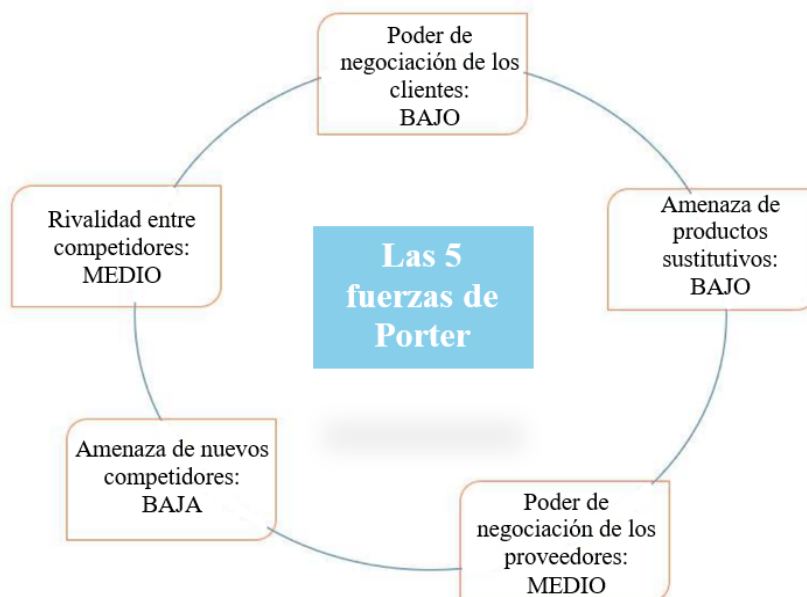 Poder de
negociación de los
clientes:
BAJO
Rivalidad entre
competidores:
MEDIO
Amenaza de
productos
sustitutivos:
BAJO
Las 5
fuerzas de
Porter
Amenaza de nuevos
competidores:
BAJA
Poder de
negociación de los
proveedores:
MEDIO